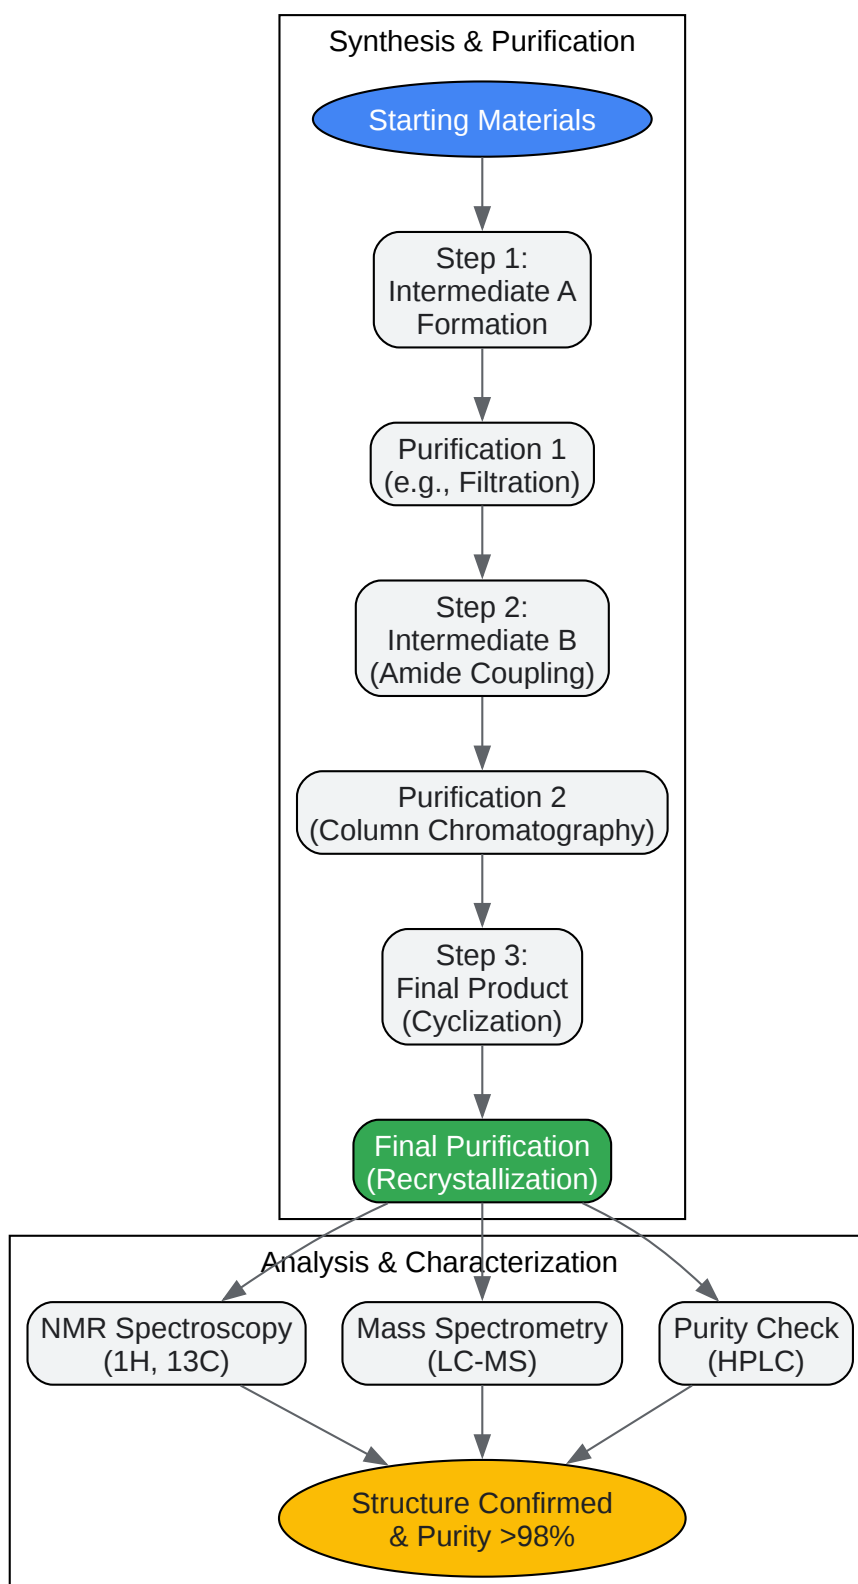 Synthesis & Purification
Starting Materials
Step 1:
Intermediate A
Formation
Purification 1
(e.g., Filtration)
Step 2:
Intermediate B
(Amide Coupling)
Purification 2
(Column Chromatography)
Step 3:
Final Product
(Cyclization)
Final Purification
(Recrystallization)
Analysis & Characterization
NMR Spectroscopy
(1H, 13C)
Mass Spectrometry
(LC-MS)
Purity Check
(HPLC)
Structure Confirmed
& Purity >98%